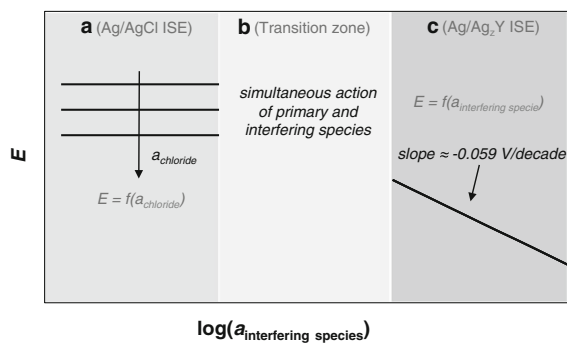 a (Ag/AgCl ISE)
b (Transition zone)
c (Ag/AgzY ISE)
simultaneous action
of primary and
interfering species
achloride
E = f(achloride)
E = f(ainterfering specie)
slope ≈ -0.059 V/decade
E
log(ainterfering species)